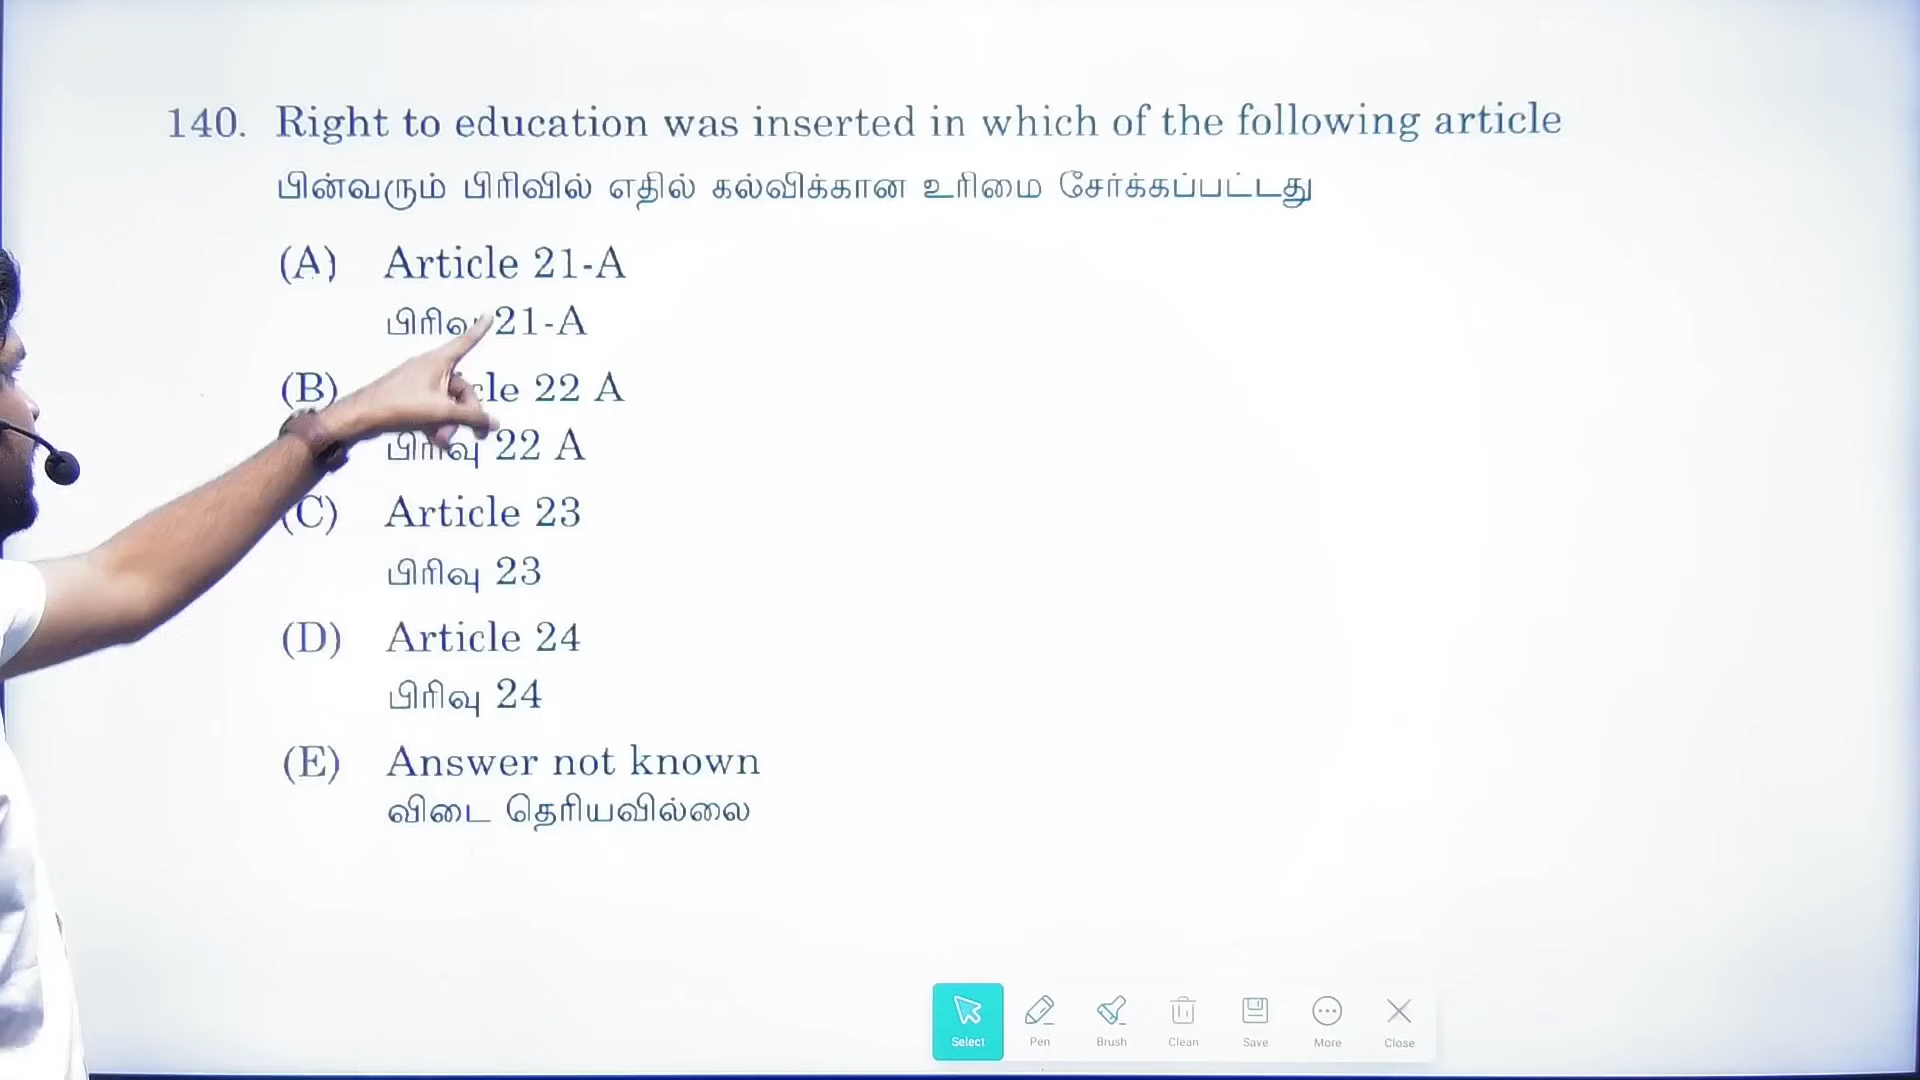 140. Right to education was inserted in which of the following article
பின்வரும் பிரிவில் எதில் கல்விக்கான உரிமை சேர்க்கப்பட்டது
(A) Article 21-A
21-A
(B) 22 A
22 A
(C) Article 23
பிரிவு 23
(D) Article 24
பிரிவு 24
(E) Answer not known
விடை தெரியவில்லை
Select Pen Brush Clean Save More Close